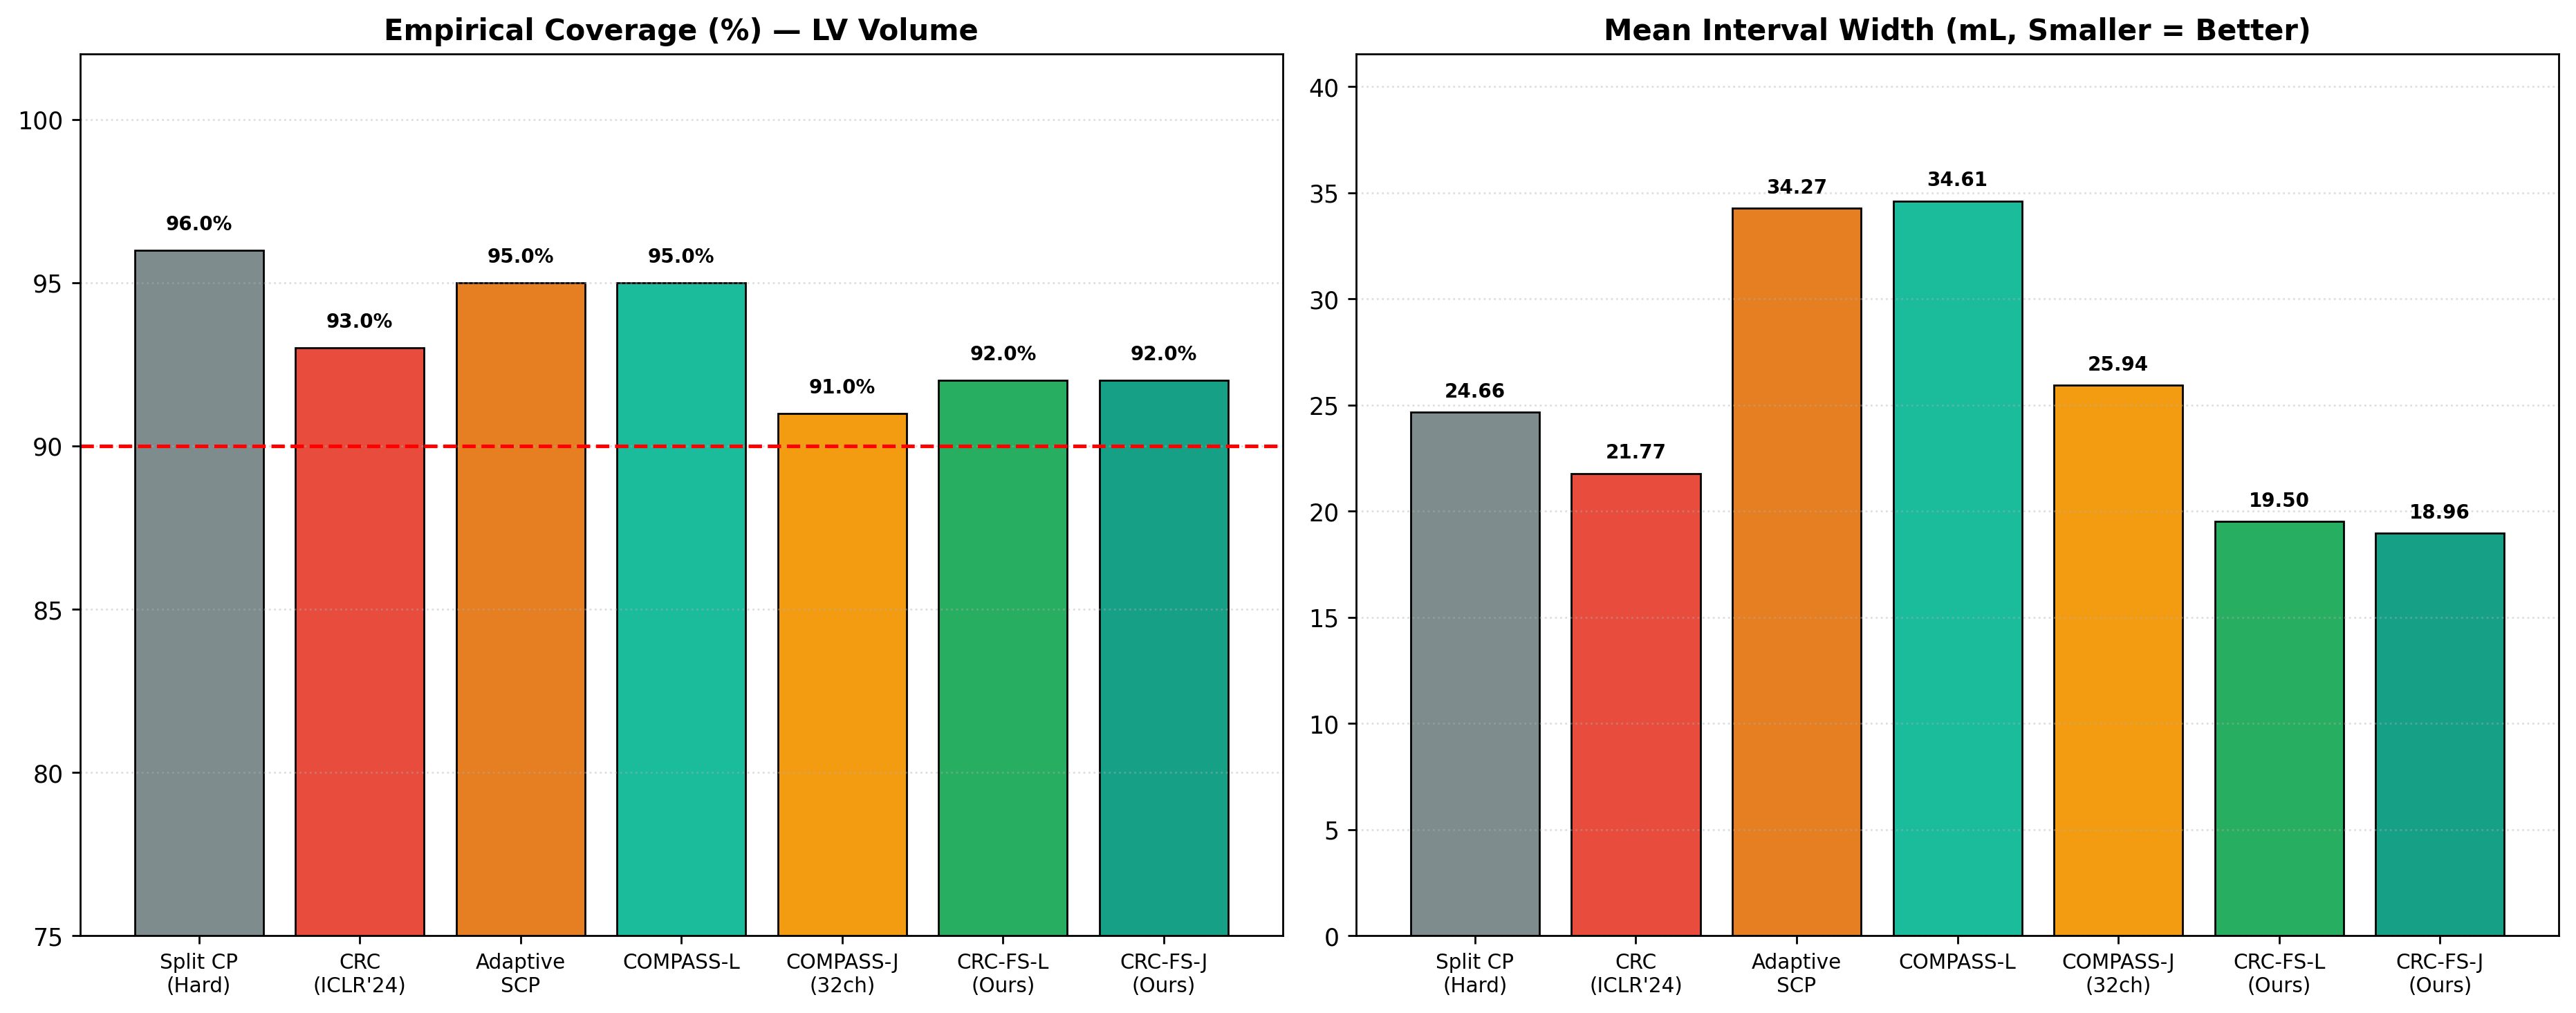 Empirical Coverage (%) — LV Volume
100
95
90
85
80
75
96.0%
93.0%
95.0%
95.0%
91.0%
92.0%
92.0%
Split CP
(Hard)
CRC
(ICLR'24)
Adaptive
SCP
COMPASS-L
COMPASS-J
(32ch)
CRC-FS-L
(Ours)
CRC-FS-J
(Ours)
Mean Interval Width (mL, Smaller = Better)
40
35
30
25
20
15
10
5
0
24.66
21.77
34.27
34.61
25.94
19.50
18.96
Split CP
(Hard)
CRC
(ICLR'24)
Adaptive
SCP
COMPASS-L
COMPASS-J
(32ch)
CRC-FS-L
(Ours)
CRC-FS-J
(Ours)